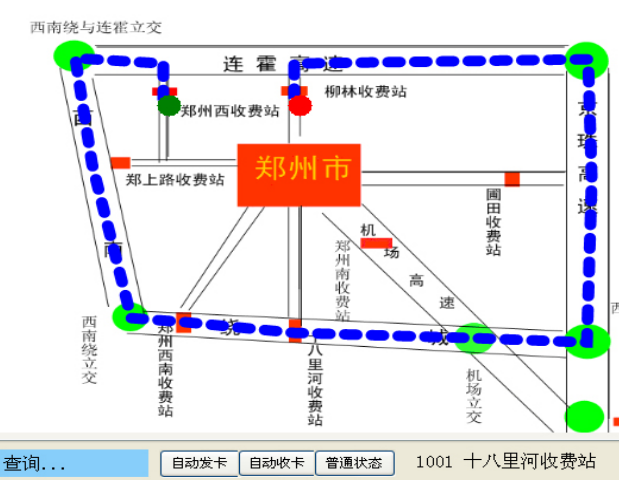 西南绕与连霍立交
连霍高速
柳林收费站
郑州西收费站
京珠高速
西南
郑州市
郑上路收费站
圃田收费站
机场高速
郑州南收费站
西南绕立交
郑州西南收费站
绕城
八里河收费站
机场立交
西
查询...
自动发卡
自动收卡
普通状态
1001 十八里河收费站